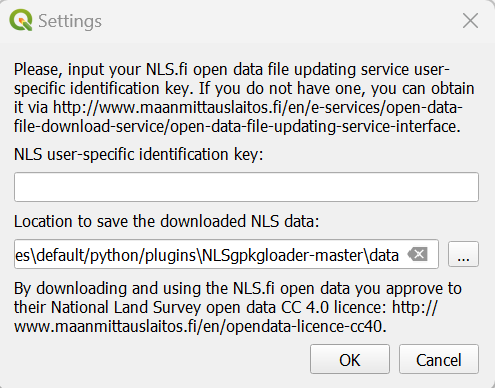 Settings
Please, input your NLS.fi open data file updating service user-
specific identification key. If you do not have one, you can obtain
it via http://www.maanmittauslaitos.fi/en/e-services/open-data-
file-download-service/open-data-file-updating-service-interface.
NLS user-specific identification key:
Location to save the downloaded NLS data:
es\default/python/plugins\NLSgpkgloader-master\data
...
By downloading and using the NLS.fi open data you approve to
their National Land Survey open data CC 4.0 licence: http://
www.maanmittauslaitos.fi/en/opendata-licence-cc40.
OK Cancel